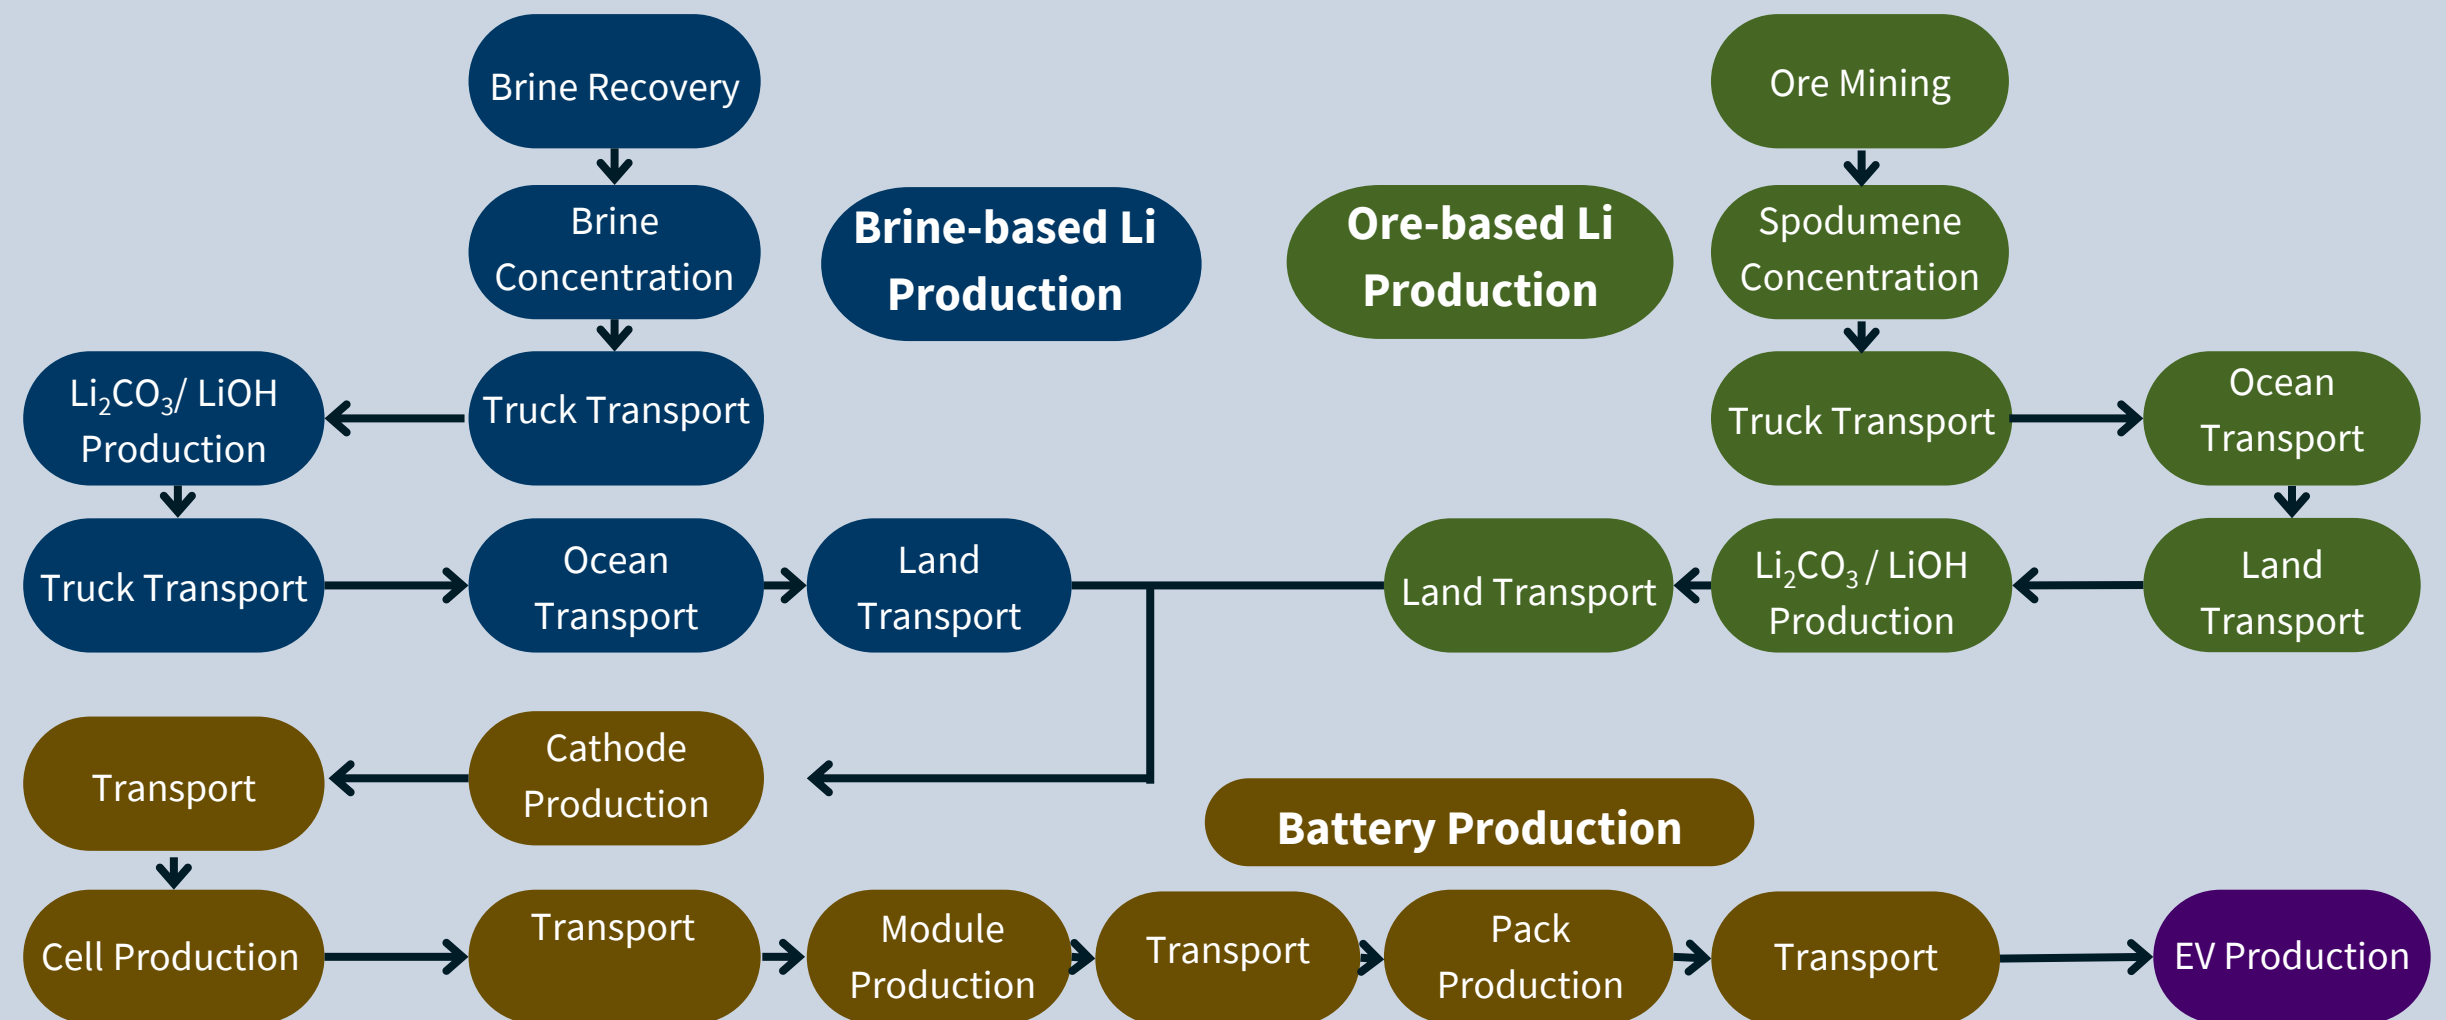 Brine Recovery
Ore Mining
Brine
Concentration
Brine-based Li
Production
Ore-based Li
Production
Spodumene
Concentration
Li₂CO₃/ LiOH
Production
Truck Transport
Truck Transport
Ocean
Transport
Truck Transport
Ocean
Transport
Land
Transport
Land Transport
Li₂CO₃ / LiOH
Production
Land
Transport
Transport
Cathode
Production
Battery Production
Cell Production
Transport
Module
Production
Transport
Pack
Production
Transport
EV Production